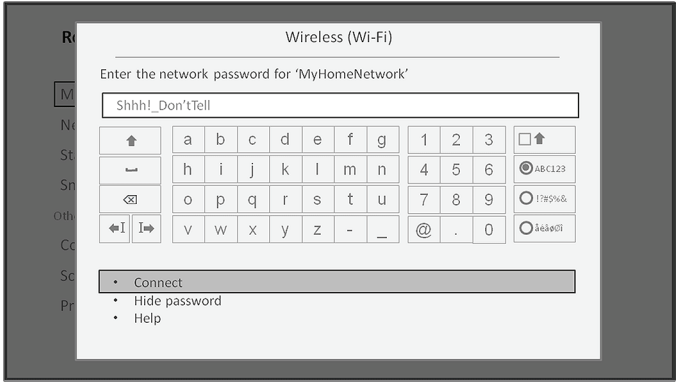 Wireless (Wi-Fi)
Enter the network password for ‘MyHomeNetwork’
Shhh!_Don’tTell
a b c d e f g 1 2 3
h i j k l m n 4 5 6 ABC123
o p q r s t u 7 8 9 !?#$%&
v w x y z - _ @ . 0
• Connect
• Hide password
• Help